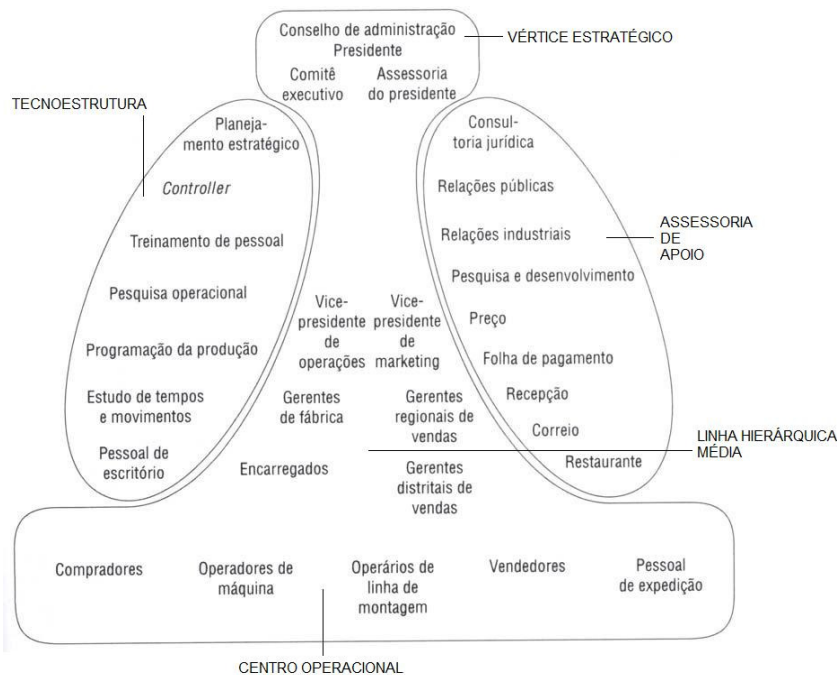 Conselho de administração
Presidente
Comitê
executivo
Assessoria
do presidente
VÉRTICE ESTRATÉGICO
TECNOESTRUTURA
Planeja-
mento estratégico
Controller
Treinamento de pessoal
Pesquisa operacional
Programação da produção
Estudo de tempos
e movimentos
Pessoal de
escritório
Consul-
toria jurídica
Relações públicas
Relações industriais
Pesquisa e desenvolvimento
Preço
Folha de pagamento
Recepção
Correio
Restaurante
ASSESSORIA
DE
APOIO
Vice-
presidente
de
operações
Vice-
presidente
de
marketing
Gerentes
de fábrica
Gerentes
regionais de
vendas
Encarregados
Gerentes
distritais de
vendas
LINHA HIERÁRQUICA
MÉDIA
Compradores
Operadores de
máquina
Operários de
linha de
montagem
Vendedores
Pessoal
de expedição
CENTRO OPERACIONAL